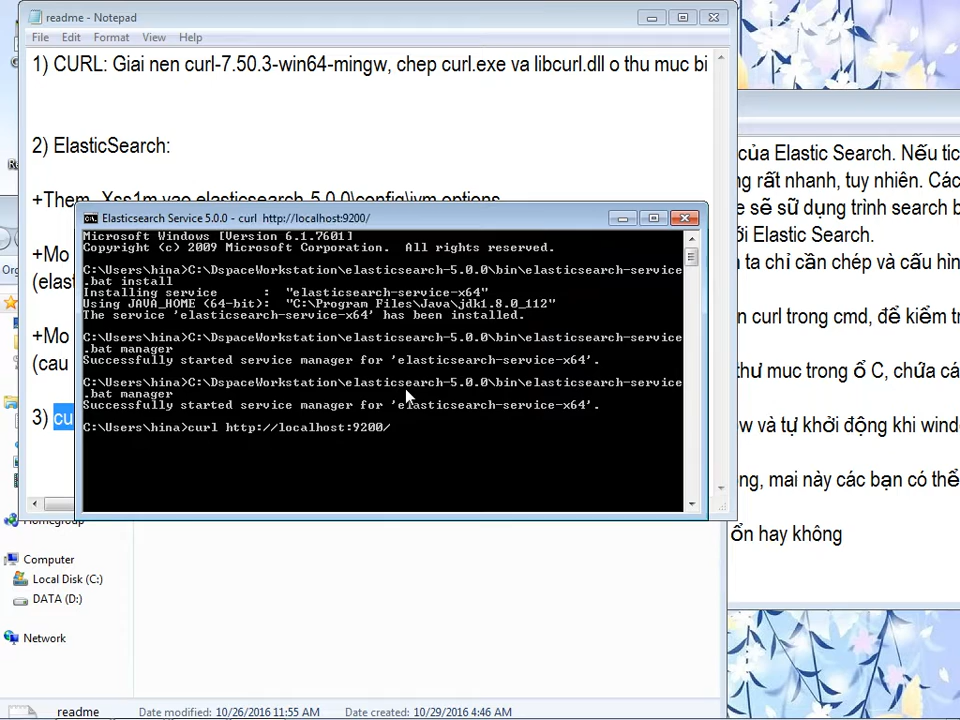 readme - Notepad
File Edit Format View Help
1) CURL: Giai nen curl-7.50.3-win64-mingw, chep curl.exe va libcurl.dll o thu muc bi
2) ElasticSearch:
+Them -Xss1m vao elasticsearch-5.0.0\config\jvm.options
+Mo
(elast
+Mo
(cau
3) cu
Elasticsearch Service 5.0.0 - curl http://localhost:9200/
Microsoft Windows [Version 6.1.7601]
Copyright (c) 2009 Microsoft Corporation. All rights reserved.
C:\Users\hina>C:\DspaceWorkstation\elasticsearch-5.0.0\bin\elasticsearch-service
.bat install
Installing service : "elasticsearch-service-x64"
Using JAVA_HOME (64-bit): "C:\Program Files\Java\jdk1.8.0_112"
The service 'elasticsearch-service-x64' has been installed.
C:\Users\hina>C:\DspaceWorkstation\elasticsearch-5.0.0\bin\elasticsearch-service
.bat manager
Successfully started service manager for 'elasticsearch-service-x64'.
C:\Users\hina>C:\DspaceWorkstation\elasticsearch-5.0.0\bin\elasticsearch-service
.bat manager
Successfully started service manager for 'elasticsearch-service-x64'.
C:\Users\hina>curl http://localhost:9200/
của Elastic Search. Nếu tíc
ng rất nhanh, tuy nhiên. Các
e sẽ sữ dụng trình search b
ới Elastic Search.
n ta chỉ cần chép và cấu hìn
n curl trong cmd, để kiểm tr
thư muc trong ổ C, chứa cá
w và tự khởi động khi wind
ng, mai này các bạn có thể
ổn hay không
Org
Homegroup
Computer
Local Disk (C:)
DATA (D:)
Network
readme Date modified: 10/26/2016 11:55 AM Date created: 10/29/2016 4:46 AM